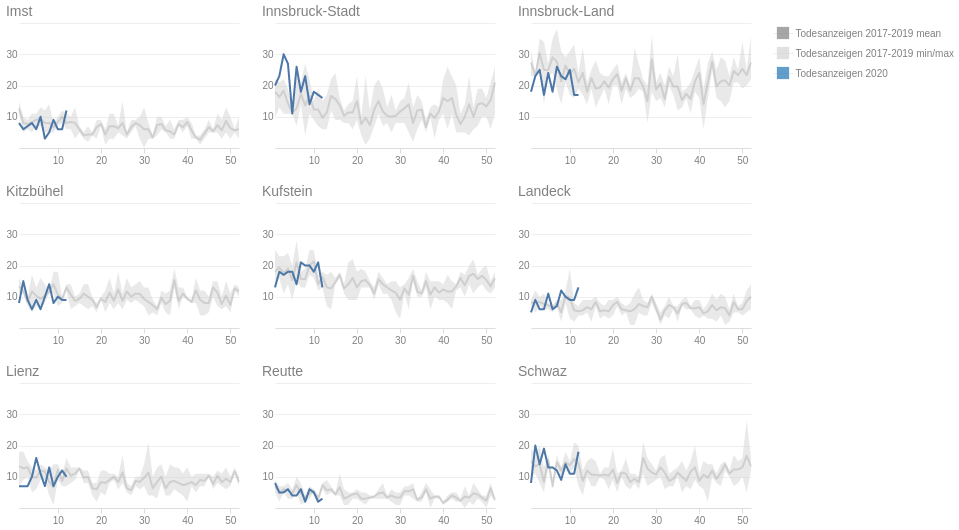 Imst
Innsbruck-Stadt
Innsbruck-Land
Todesanzeigen 2017-2019 mean
Todesanzeigen 2017-2019 min/max
Todesanzeigen 2020
30 30 30
20 20 20
10 10 10
10 20 30 40 50 10 20 30 40 50 10 20 30 40 50
Kitzbühel
Kufstein
Landeck
30 30 30
20 20 20
10 10 10
10 20 30 40 50 10 20 30 40 50 10 20 30 40 50
Lienz
Reutte
Schwaz
30 30 30
20 20 20
10 10 10
10 20 30 40 50 10 20 30 40 50 10 20 30 40 50